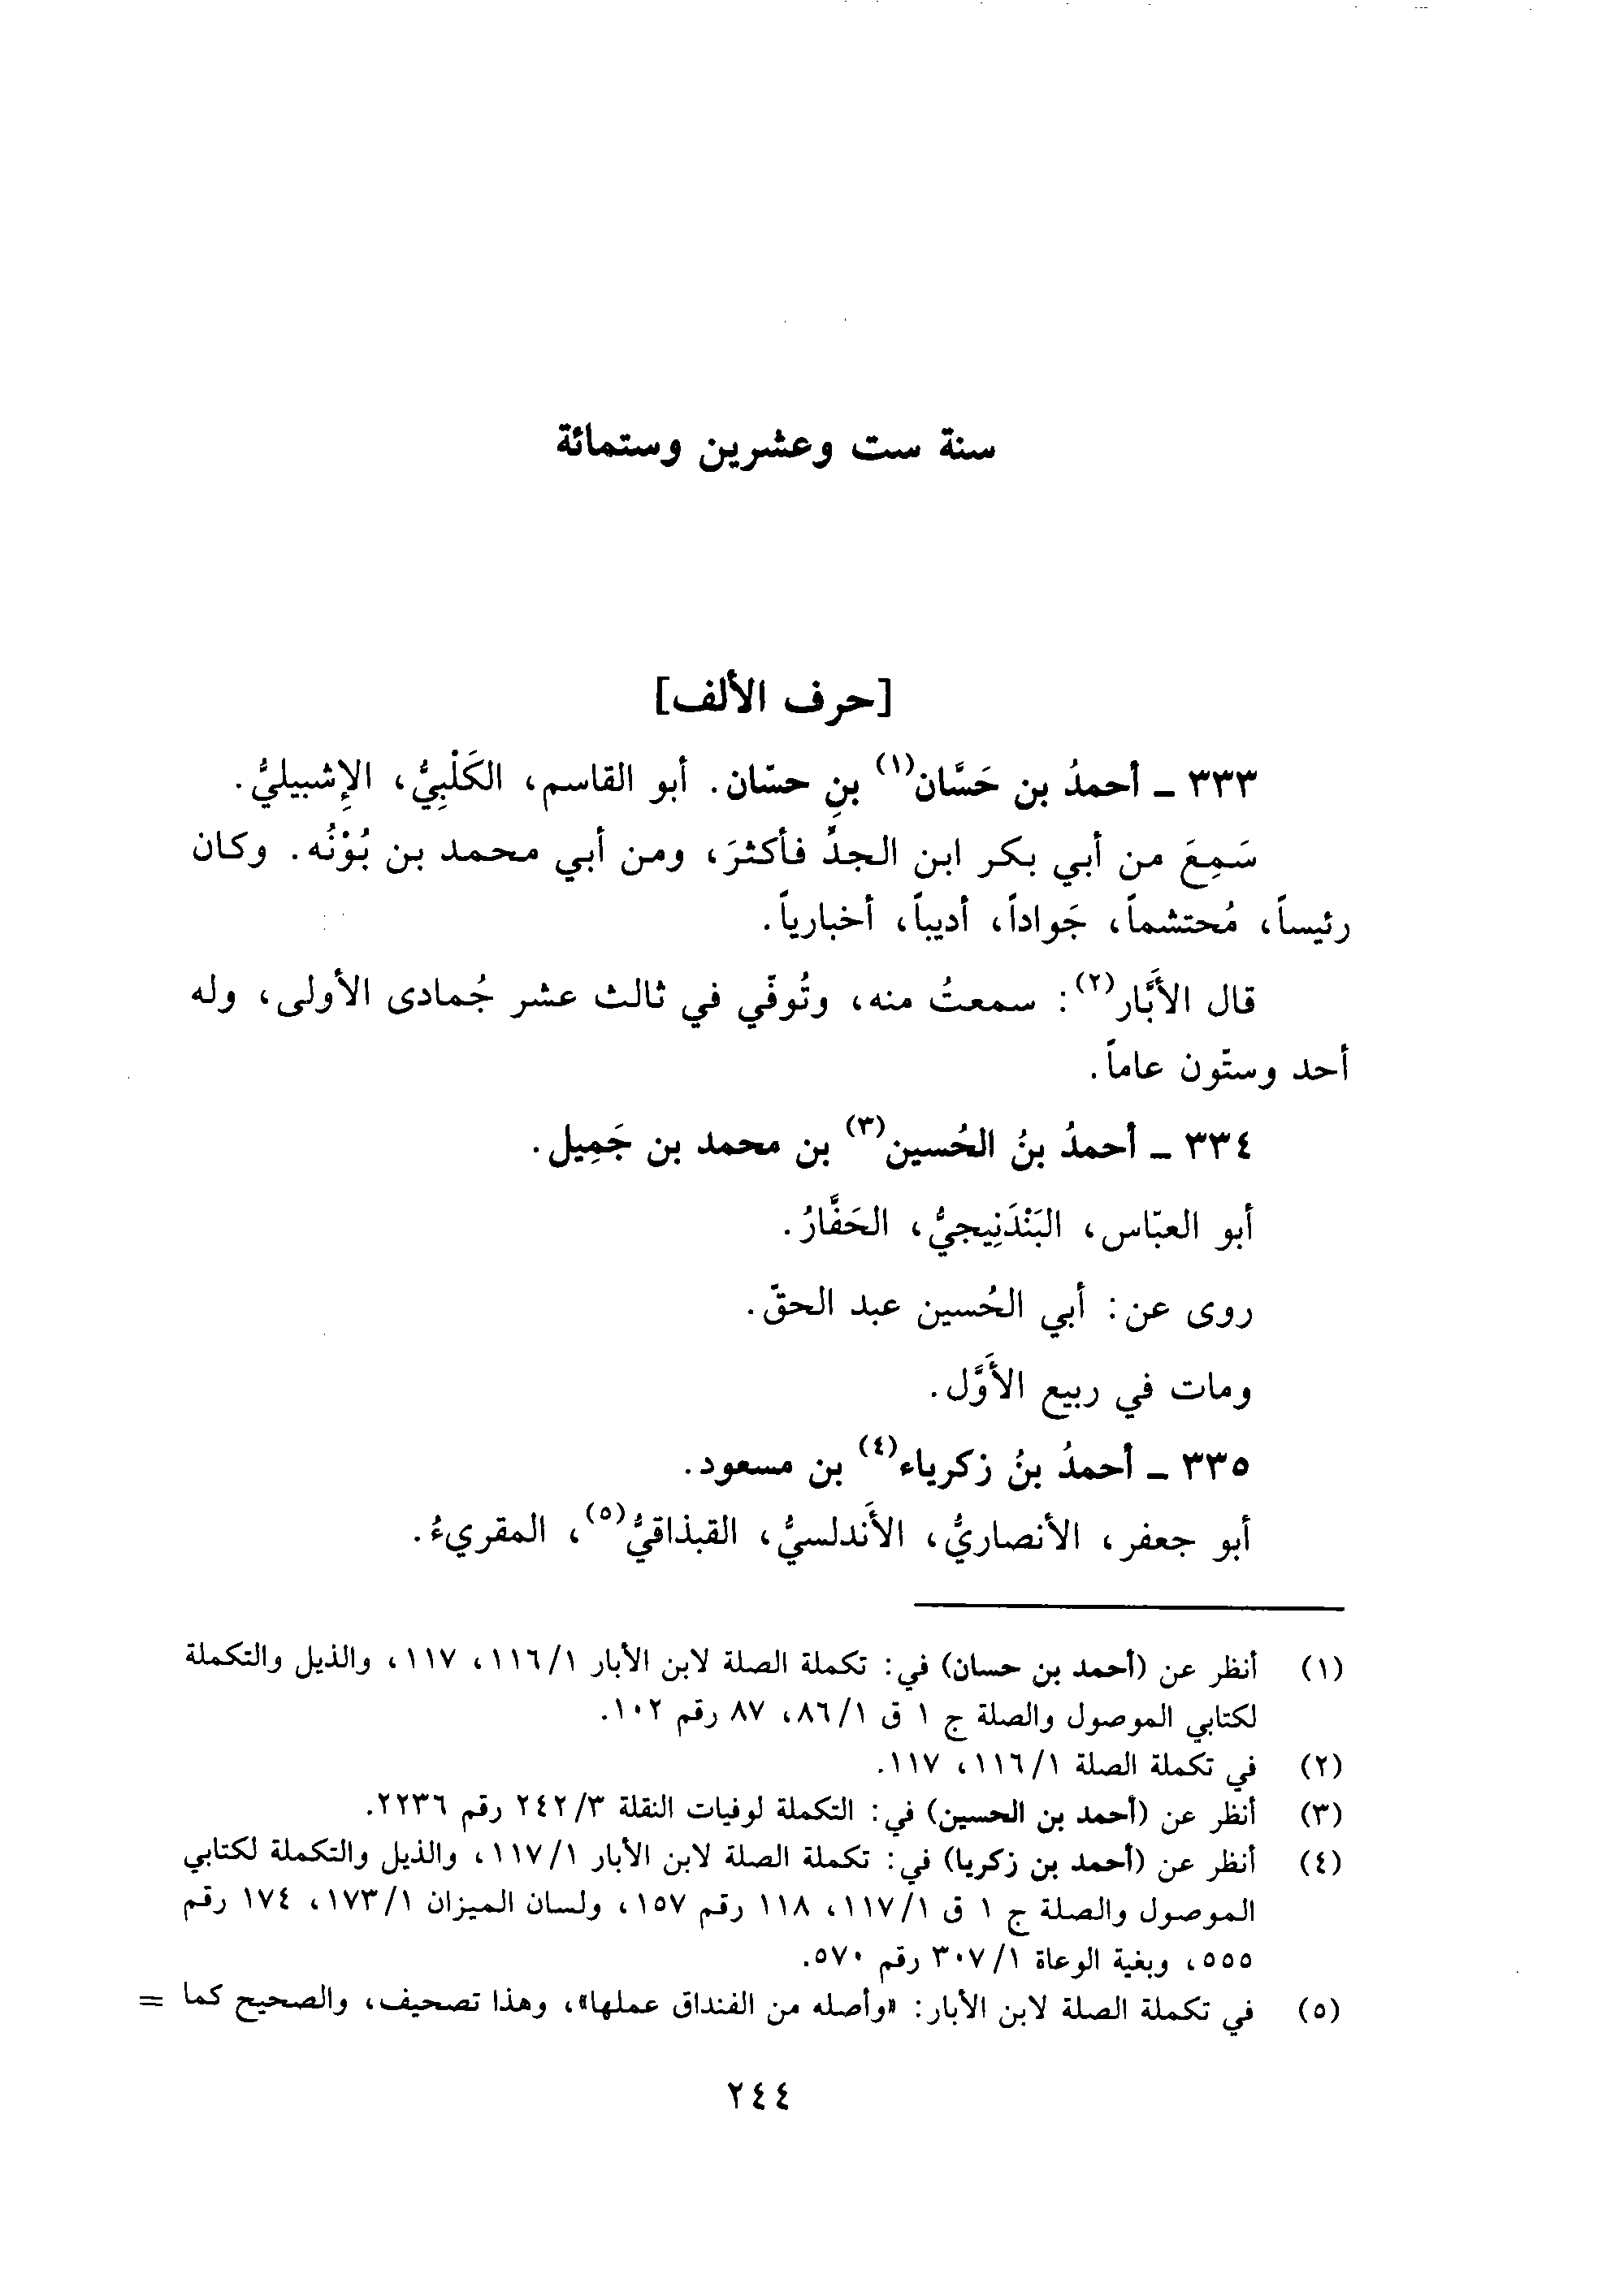 سنة ست وعشرين وستمائة
[حرف الألف]
٣٣٣ ـ أحمدُ بن حَسَّان(١) بنِ حسّان. أبو القاسم، الكَلْبِيُّ، الإِشبيليُّ.
سَمِعَ من أبي بكر ابن الجدِّ فأكثرَ، ومن أبي محمد بن بُوْنُه. وكان
رئيساً، مُحتشماً، جَواداً، أديباً، أخبارياً.
قال الأَبَّار(٢): سمعتُ منه، وتُوفّي في ثالث عشر جُمادى الأولى، وله
أحد وستّون عاماً.
٣٣٤ ـ أحمدُ بنُ الحُسين(٣) بن محمد بن جَمِيل.
أبو العبّاس، البَنْدَنِيجيُّ، الحَفَّارُ.
روى عن: أبي الحُسين عبد الحقّ.
ومات في ربيع الأَوَّل.
٣٣٥ ـ أحمدُ بنُ زكرياء(٤) بن مسعود.
أبو جعفر، الأنصاريُّ، الأَندلسيُّ، القبذاقيُّ(٥)، المقريءُ.
(١) أنظر عن (أحمد بن حسان) في: تكملة الصلة لابن الأبار ١/١١٦، ١١٧، والذيل والتكملة
لكتابي الموصول والصلة ج ١ ق ١/٨٦، ٨٧ رقم ١٠٢.
(٢) في تكملة الصلة ١/١١٦، ١١٧.
(٣) أنظر عن (أحمد بن الحسين) في: التكملة لوفيات النقلة ٣/٢٤٢ رقم ٢٢٣٦.
(٤) أنظر عن (أحمد بن زكريا) في: تكملة الصلة لابن الأبار ١/١١٧، والذيل والتكملة لكتابي
الموصول والصلة ج ١ ق ١/١١٧، ١١٨ رقم ١٥٧، ولسان الميزان ١/١٧٣، ١٧٤ رقم
٥٥٥، وبغية الوعاة ١/٣٠٧ رقم ٥٧٠.
(٥) في تكملة الصلة لابن الأبار: «وأصله من الفنداق عملها»، وهذا تصحيف، والصحيح كما =
٢٤٤